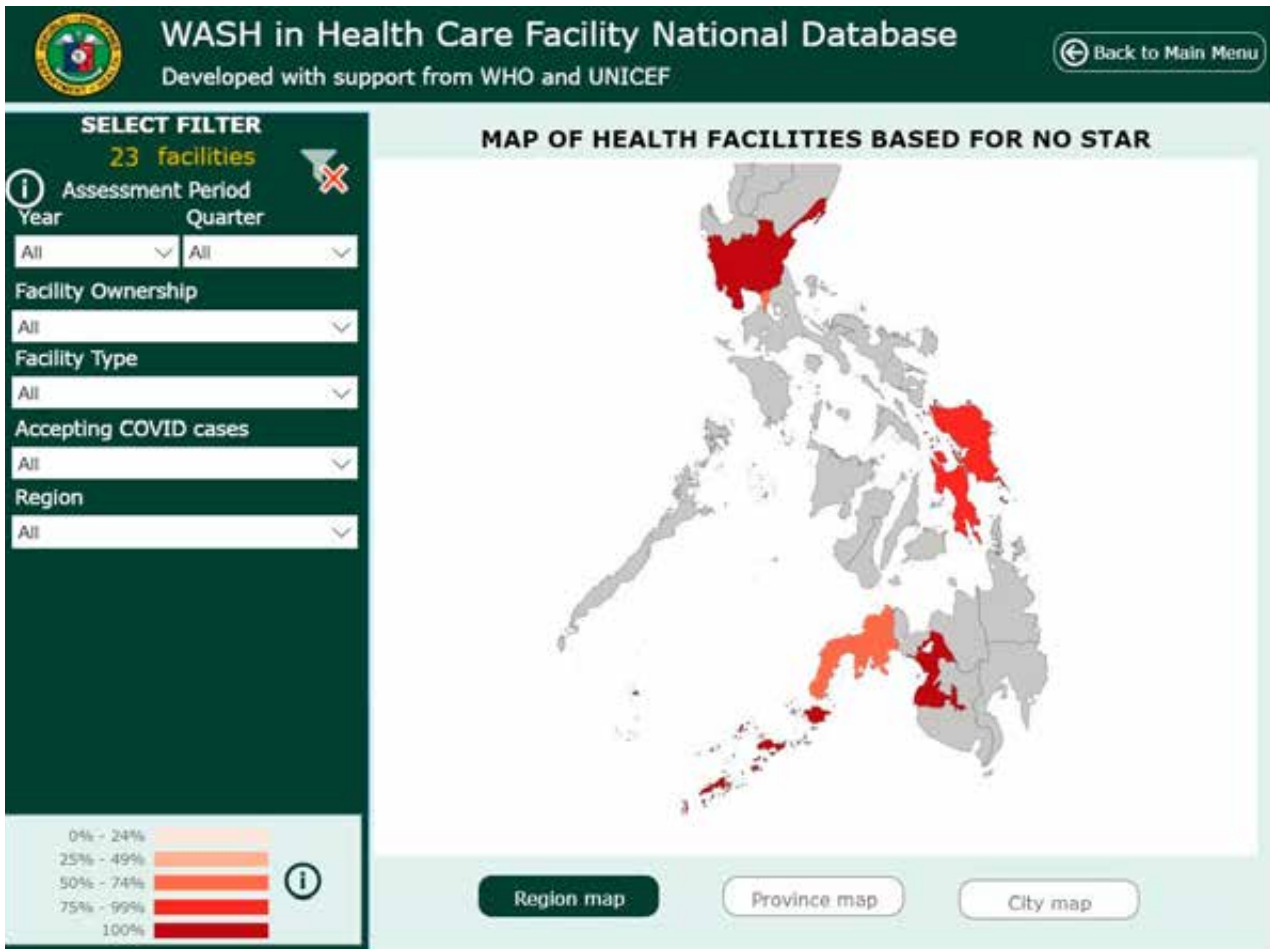 WASH in Health Care Facility National Database
Developed with support from WHO and UNICEF
Back to Main Menu
SELECT FILTER
23 facilities
Assessment Period
Year Quarter
All All
Facility Ownership
All
Facility Type
All
Accepting COVID cases
All
Region
All
0% - 24%
25% - 49%
50% - 74%
75% - 99%
100%
MAP OF HEALTH FACILITIES BASED FOR NO STAR
Region map
Province map
City map